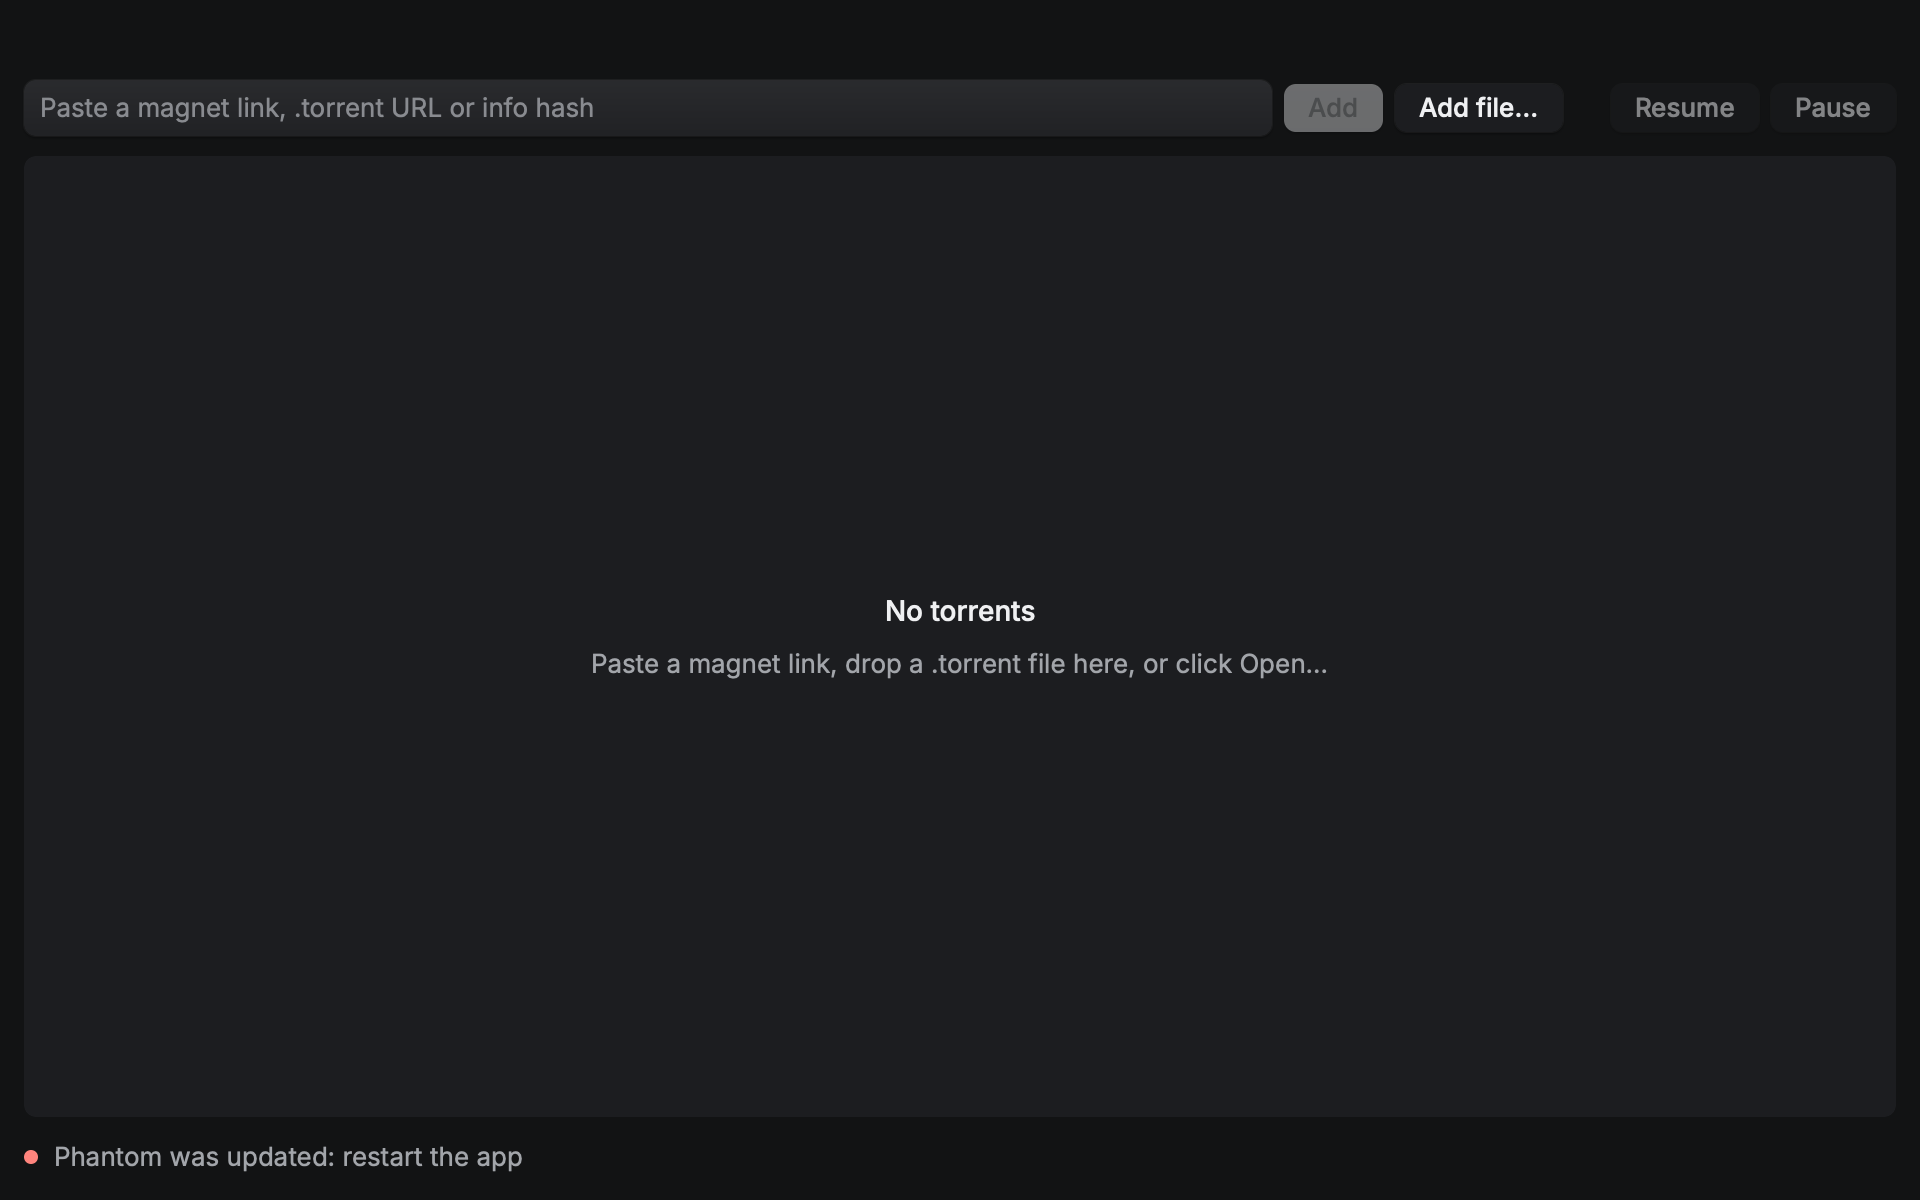 Paste a magnet link, .torrent URL or info hash
Add
Add file...
Resume
Pause
No torrents
Paste a magnet link, drop a .torrent file here, or click Open...
Phantom was updated: restart the app